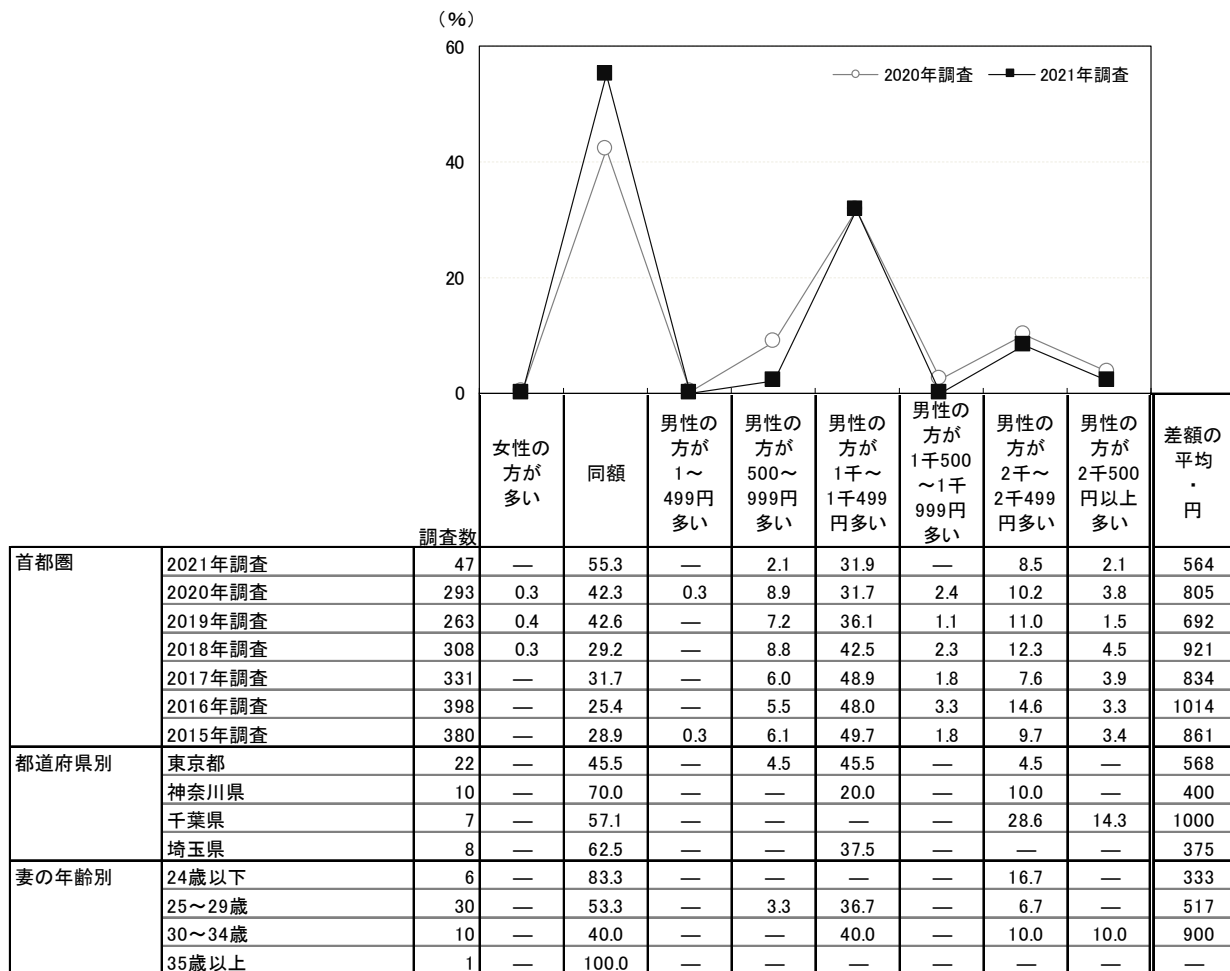 (%)
60
2020年調査 2021年調査
40
20
0
調査数
女性の
方が
多い
同額
男性の
方が
1～
499円
多い
男性の
方が
500～
999円
多い
男性の
方が
1千～
1千499
円多い
男性の
方が
1千500
～1千
999円
多い
男性の
方が
2千～
2千499
円多い
男性の
方が
2千500
円以上
多い
差額の
平均
・
円
首都圏 2021年調査 47 — 55.3 — 2.1 31.9 — 8.5 2.1 564
2020年調査 293 0.3 42.3 0.3 8.9 31.7 2.4 10.2 3.8 805
2019年調査 263 0.4 42.6 — 7.2 36.1 1.1 11.0 1.5 692
2018年調査 308 0.3 29.2 — 8.8 42.5 2.3 12.3 4.5 921
2017年調査 331 — 31.7 — 6.0 48.9 1.8 7.6 3.9 834
2016年調査 398 — 25.4 — 5.5 48.0 3.3 14.6 3.3 1014
2015年調査 380 — 28.9 0.3 6.1 49.7 1.8 9.7 3.4 861
都道府県別 東京都 22 — 45.5 — 4.5 45.5 — 4.5 — 568
神奈川県 10 — 70.0 — — 20.0 — 10.0 — 400
千葉県 7 — 57.1 — — — — 28.6 14.3 1000
埼玉県 8 — 62.5 — — 37.5 — — — 375
妻の年齢別 24歳以下 6 — 83.3 — — — — 16.7 — 333
25～29歳 30 — 53.3 — 3.3 36.7 — 6.7 — 517
30～34歳 10 — 40.0 — — 40.0 — 10.0 10.0 900
35歳以上 1 — 100.0 — — — — — — —